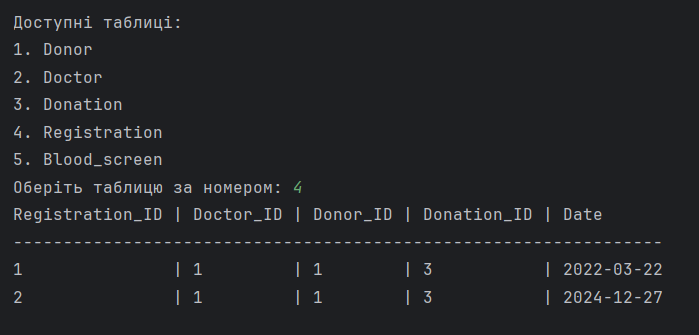 Доступні таблиці:
1. Donor
2. Doctor
3. Donation
4. Registration
5. Blood_screen
Оберіть таблицю за номером: 4
Registration_ID | Doctor_ID | Donor_ID | Donation_ID | Date
-----------------------------------------------------------------
1               | 1         | 1        | 3           | 2022-03-22
2               | 1         | 1        | 3           | 2024-12-27